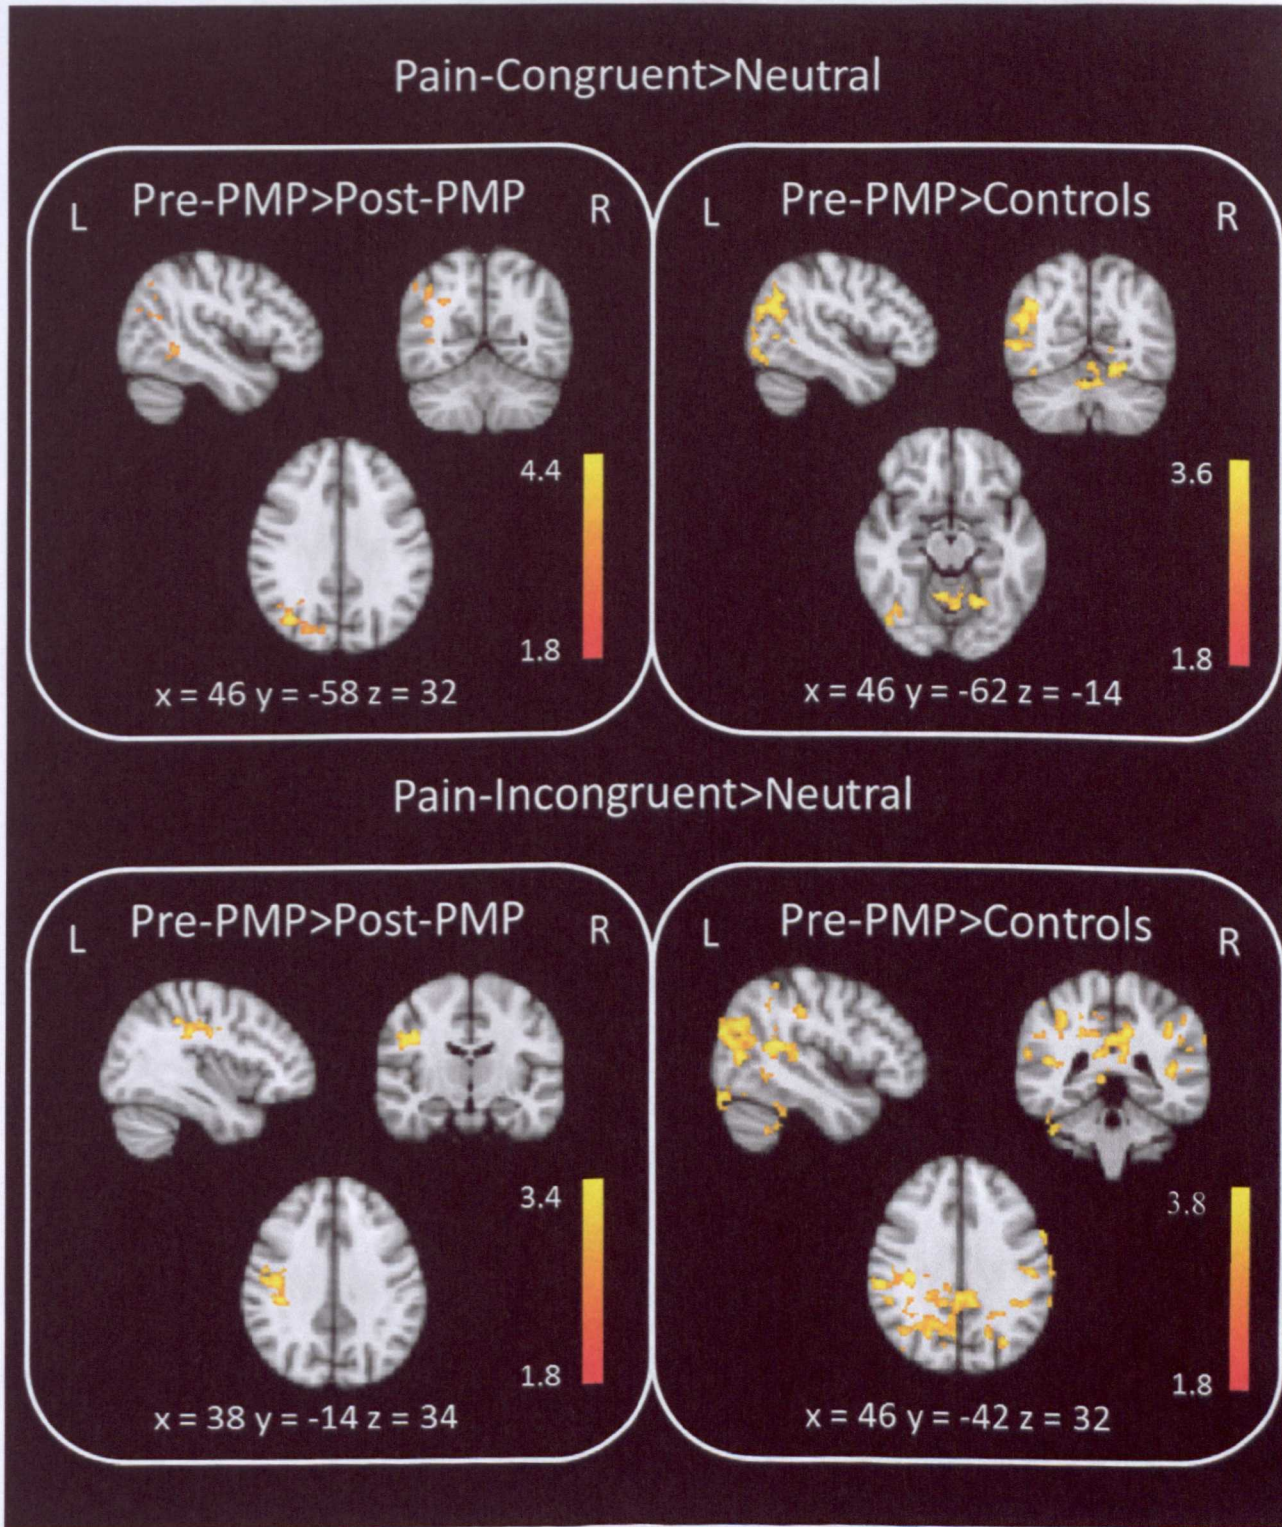 Pain-Congruent>Neutral
L Pre-PMP>Post-PMP R
4.4
1.8
x = 46 y = -58 z = 32
L Pre-PMP>Controls R
3.6
1.8
x = 46 y = -62 z = -14
Pain-Incongruent>Neutral
L Pre-PMP>Post-PMP R
3.4
1.8
x = 38 y = -14 z = 34
L Pre-PMP>Controls R
3.8
1.8
x = 46 y = -42 z = 32